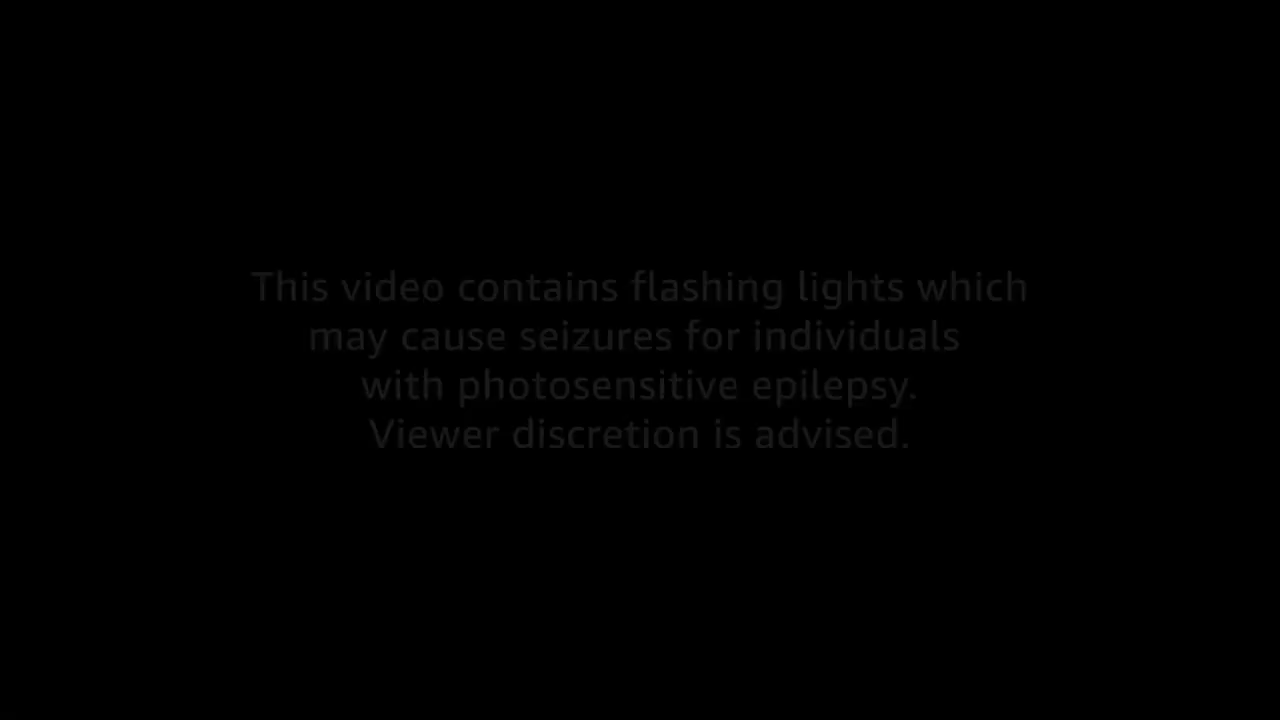 This video contains flashing lights which
may cause seizures for individuals
with photosensitive epilepsy.
Viewer discretion is advised.